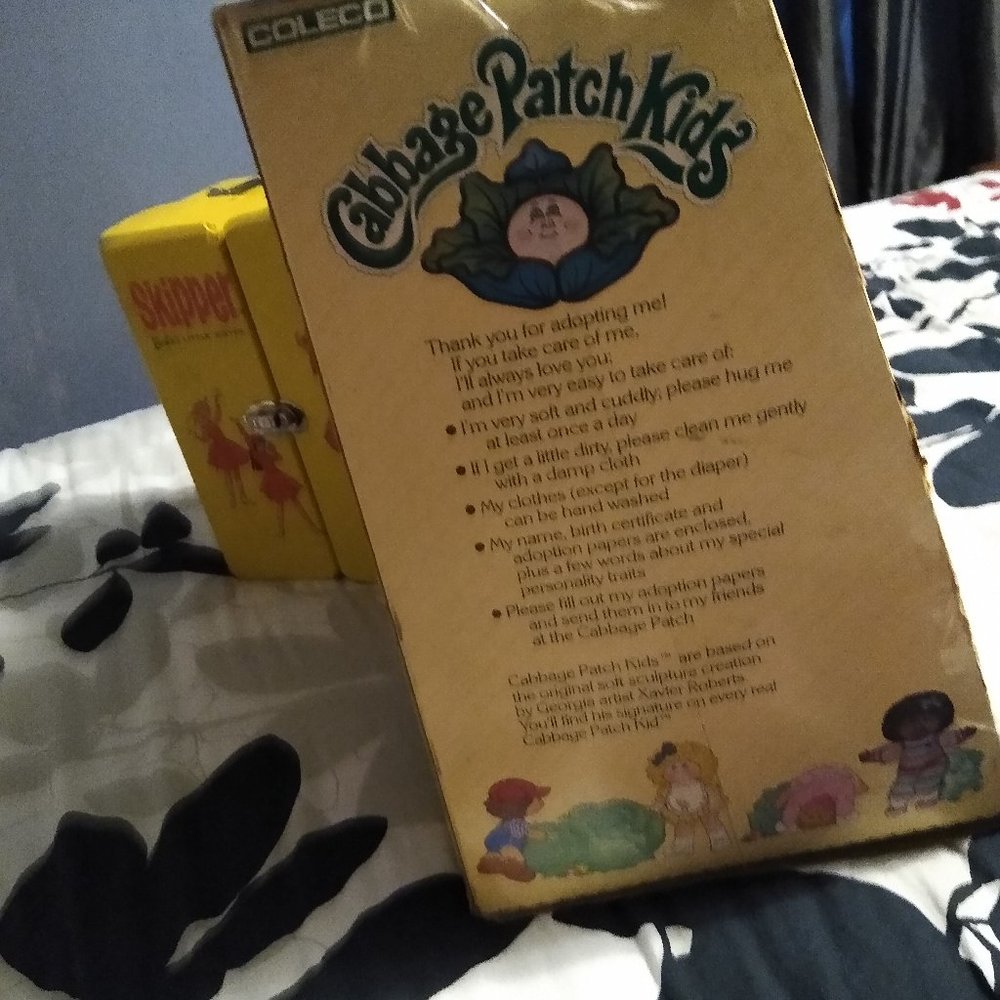 COLECO
Cabbage Patch Kids™
Thank you for adopting me!
If you take care of me,
I'll always love you;
and I'm very easy to take care of:
• I'm very soft and cuddly; please hug me
at least once a day
• If I get a little dirty, please clean me gently
with a damp cloth
• My clothes (except for the diaper)
can be hand washed
• My name, birth certificate and
adoption papers are enclosed,
plus a few words about my special
personality traits
• Please fill out my adoption papers
and send them in to my friends
at the Cabbage Patch
Cabbage Patch Kids™ are based on
the original soft sculpture creation
by Georgia artist Xavier Roberts
You'll find his signature on every real
Cabbage Patch Kid™
Skipper